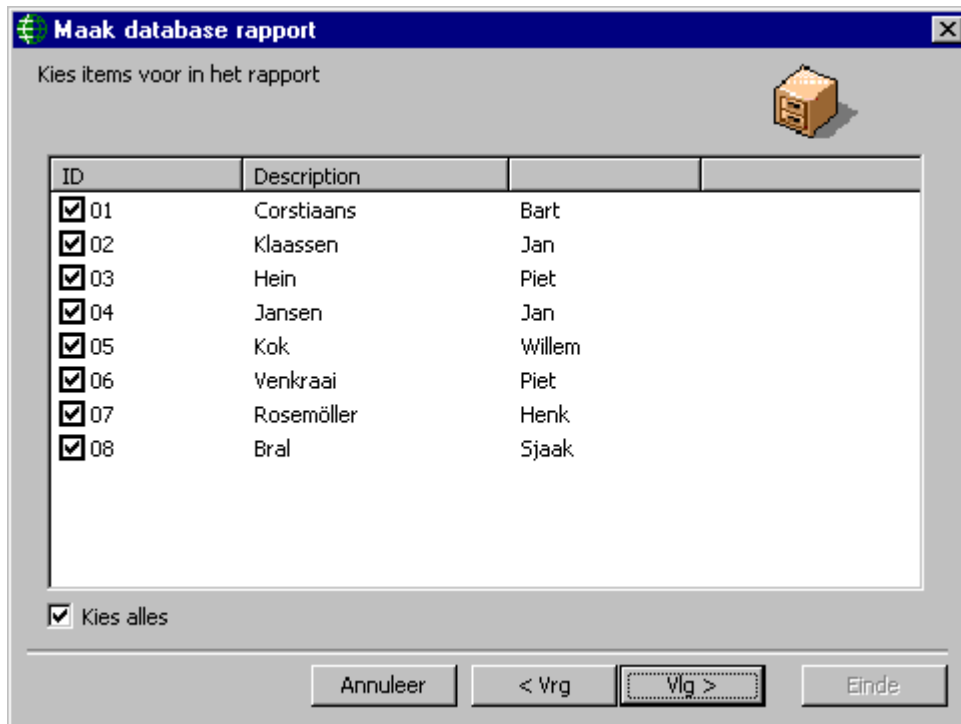 Maak database rapport
Kies items voor in het rapport
ID Description
01 Corstiaans Bart
02 Klaassen Jan
03 Hein Piet
04 Jansen Jan
05 Kok Willem
06 Venkraai Piet
07 Rosemöller Henk
08 Bral Sjaak
Kies alles
Annuleer < Vrg Vlg > Einde